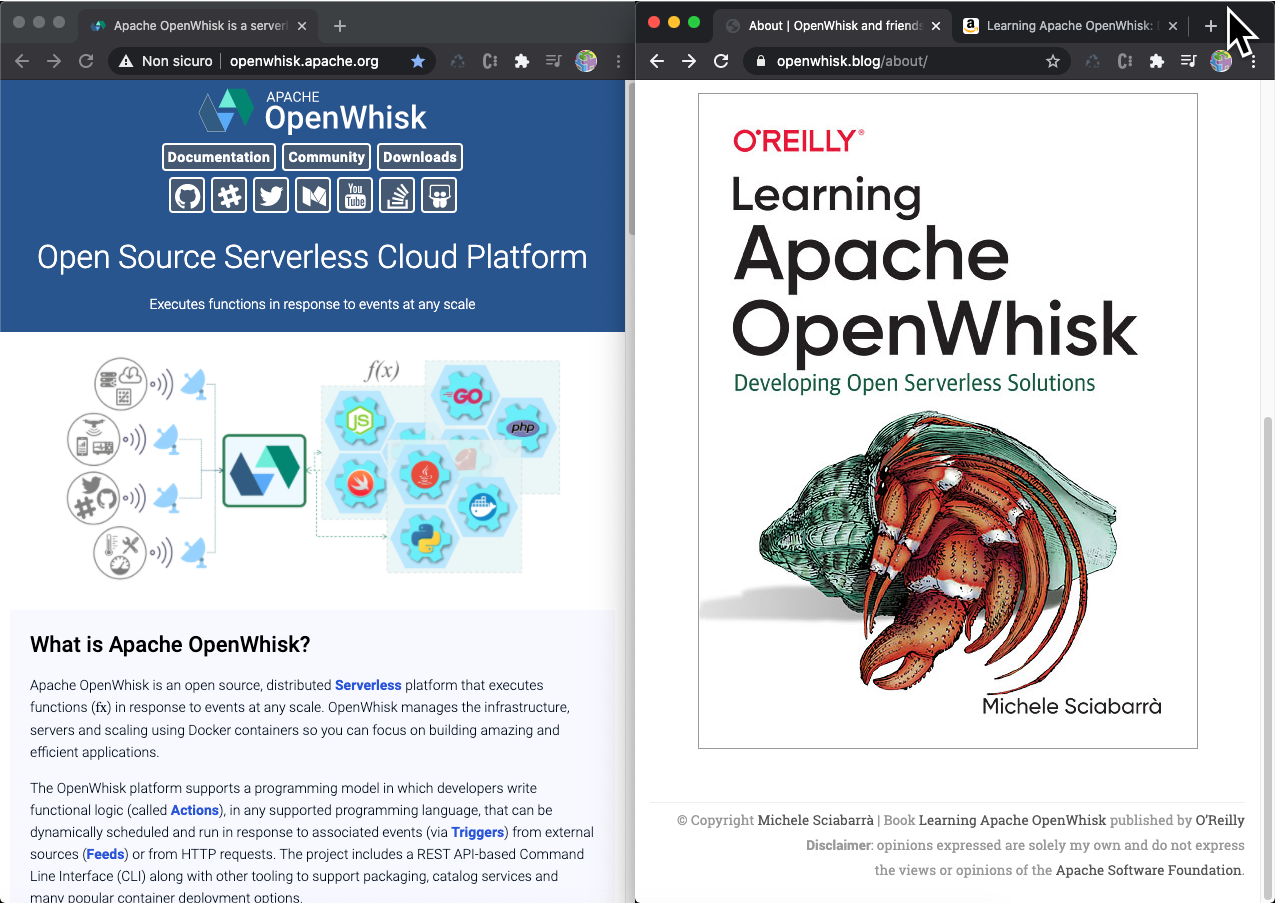 Apache OpenWhisk is a server
Non sicuro
openwhisk.apache.org
APACHE
OpenWhisk
Documentation
Community
Downloads
You
Tube
Open Source Serverless Cloud Platform
Executes functions in response to events at any scale
f(x)
GO
JS
php
What is Apache OpenWhisk?
Apache OpenWhisk is an open source, distributed Serverless platform that executes
functions (fx) in response to events at any scale. OpenWhisk manages the infrastructure,
servers and scaling using Docker containers so you can focus on building amazing and
efficient applications.
The OpenWhisk platform supports a programming model in which developers write
functional logic (called Actions), in any supported programming language, that can be
dynamically scheduled and run in response to associated events (via Triggers) from external
sources (Feeds) or from HTTP requests. The project includes a REST API-based Command
Line Interface (CLI) along with other tooling to support packaging, catalog services and
many popular container deployment options.
About | OpenWhisk and friends
Learning Apache OpenWhisk:
openwhisk.blog/about/
O'REILLY®
Learning
Apache
OpenWhisk
Developing Open Serverless Solutions
Michele Sciabarrà
© Copyright Michele Sciabarrà | Book Learning Apache OpenWhisk published by O'Reilly
Disclaimer: opinions expressed are solely my own and do not express
the views or opinions of the Apache Software Foundation.